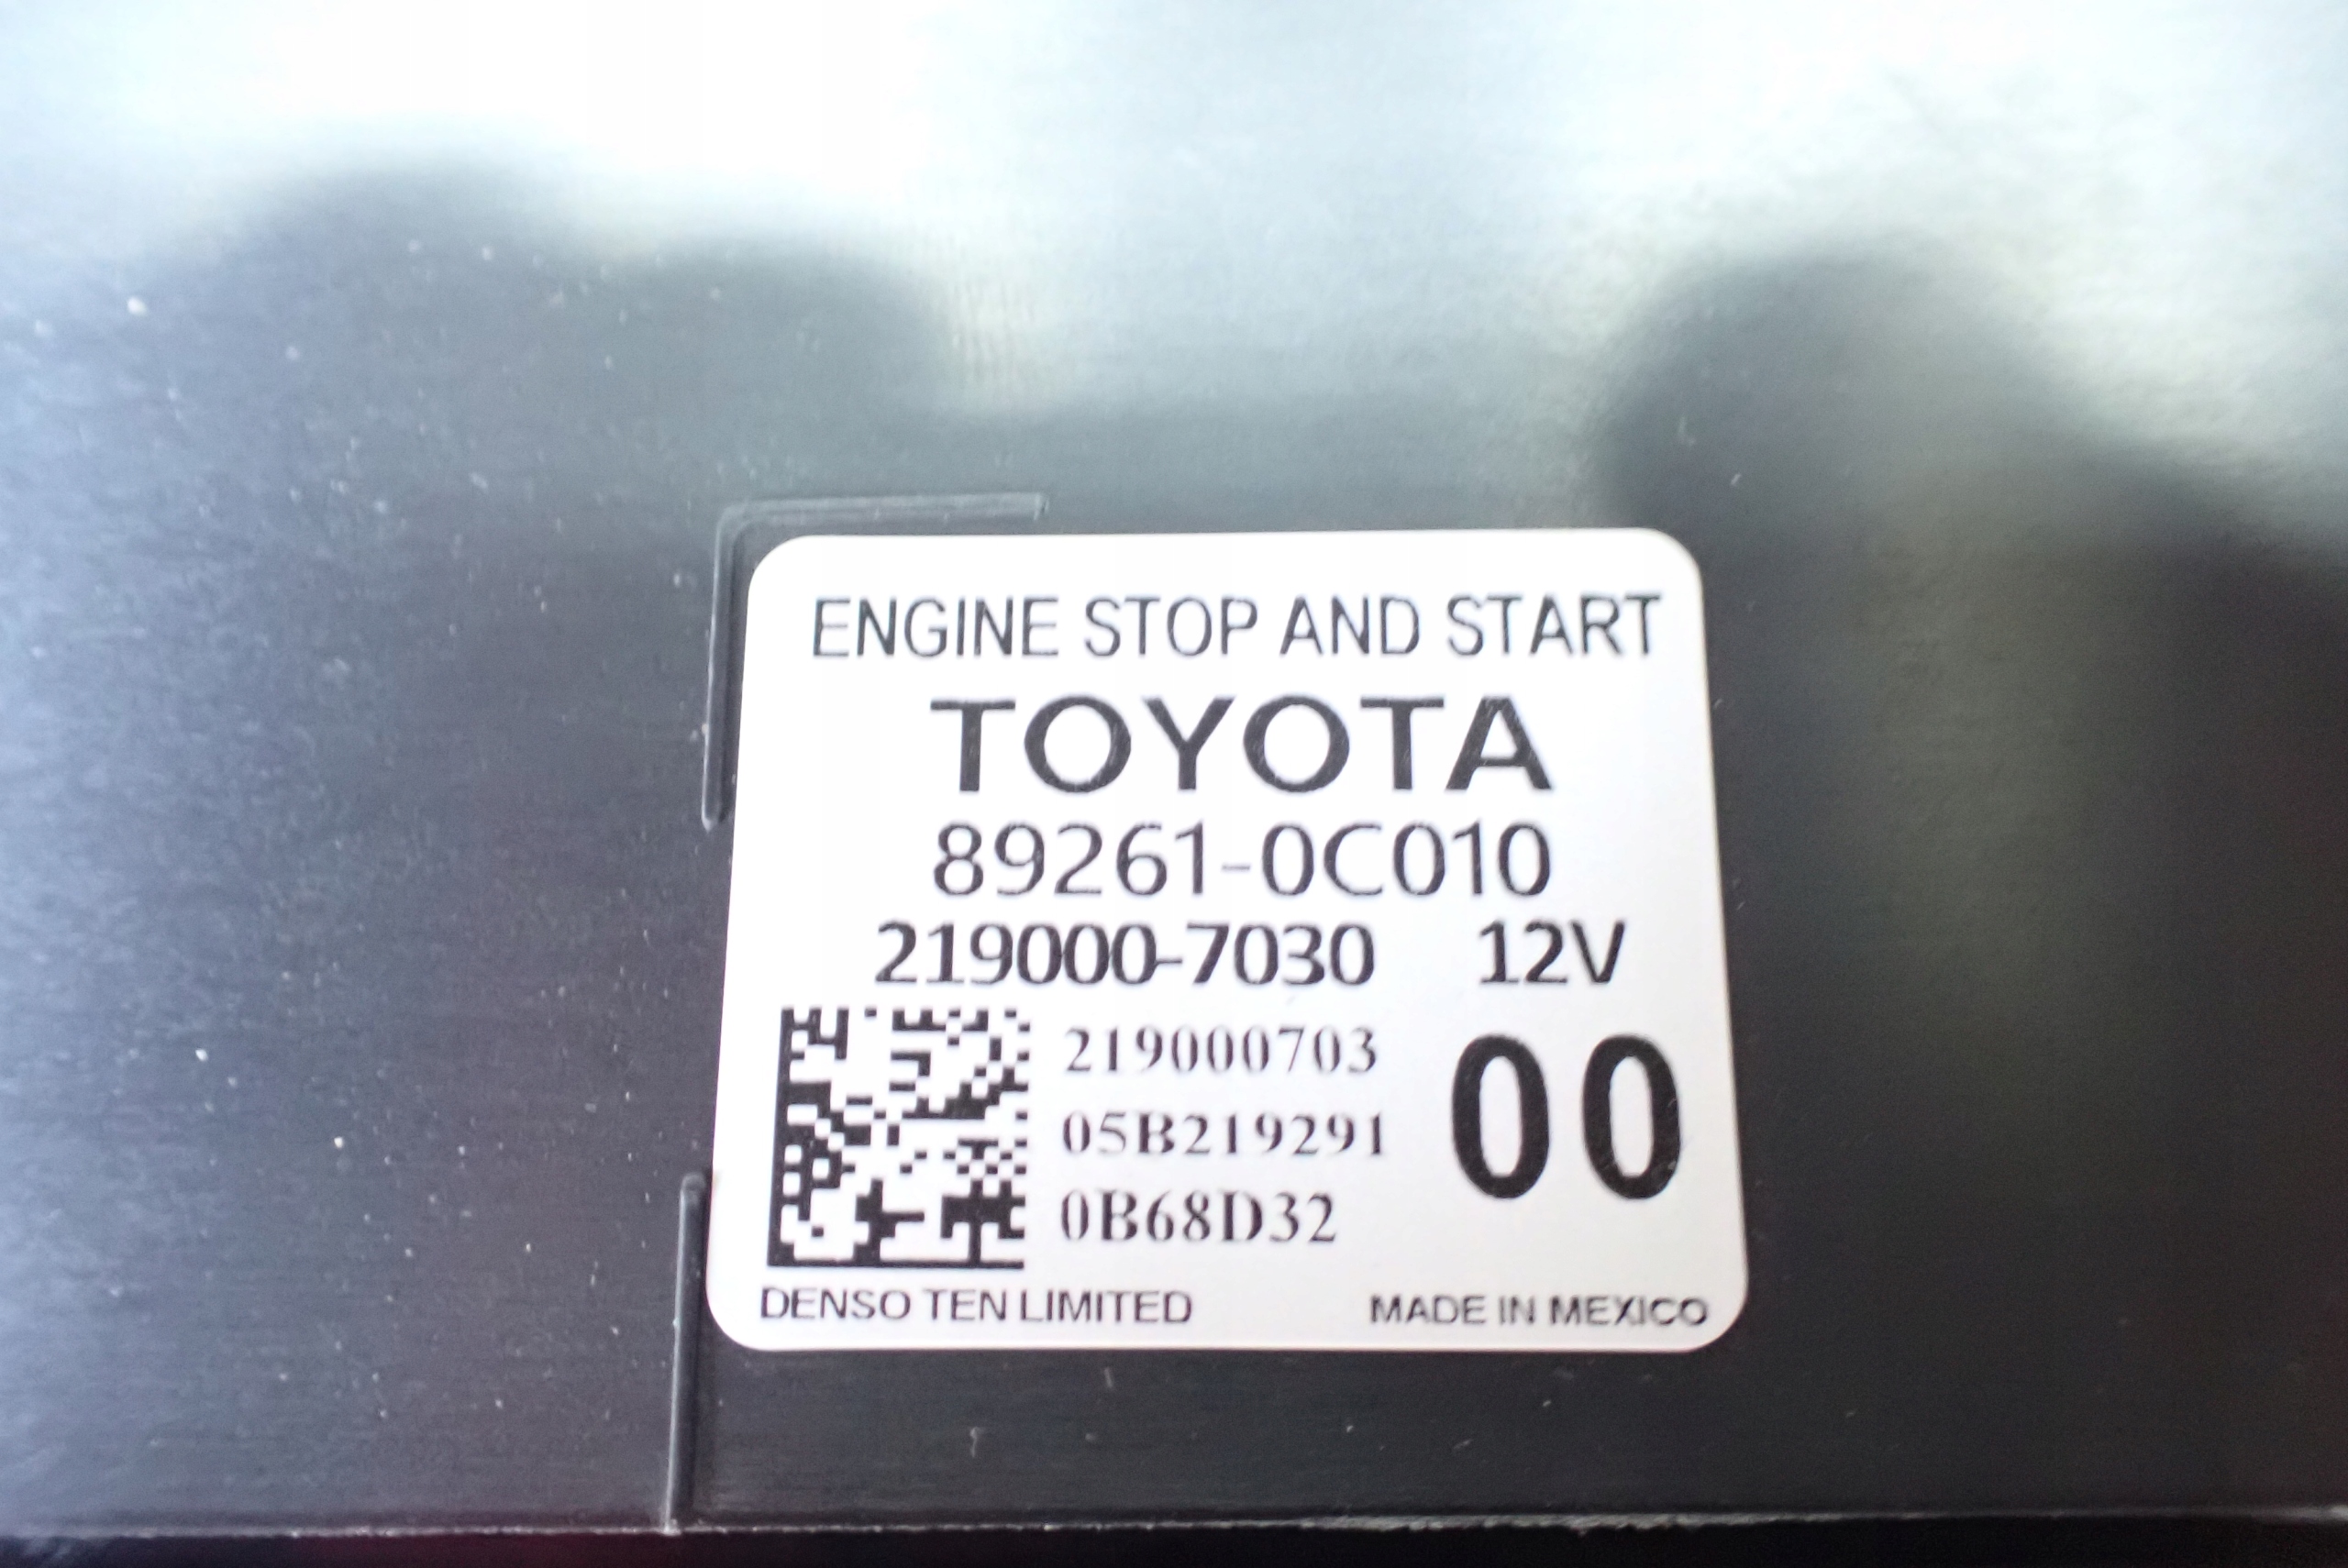 ENGINE STOP AND START
TOYOTA
89261-0C010
219000-7030 12V
219000703
05B219291
0B68D32
00
DENSO TEN LIMITED MADE IN MEXICO